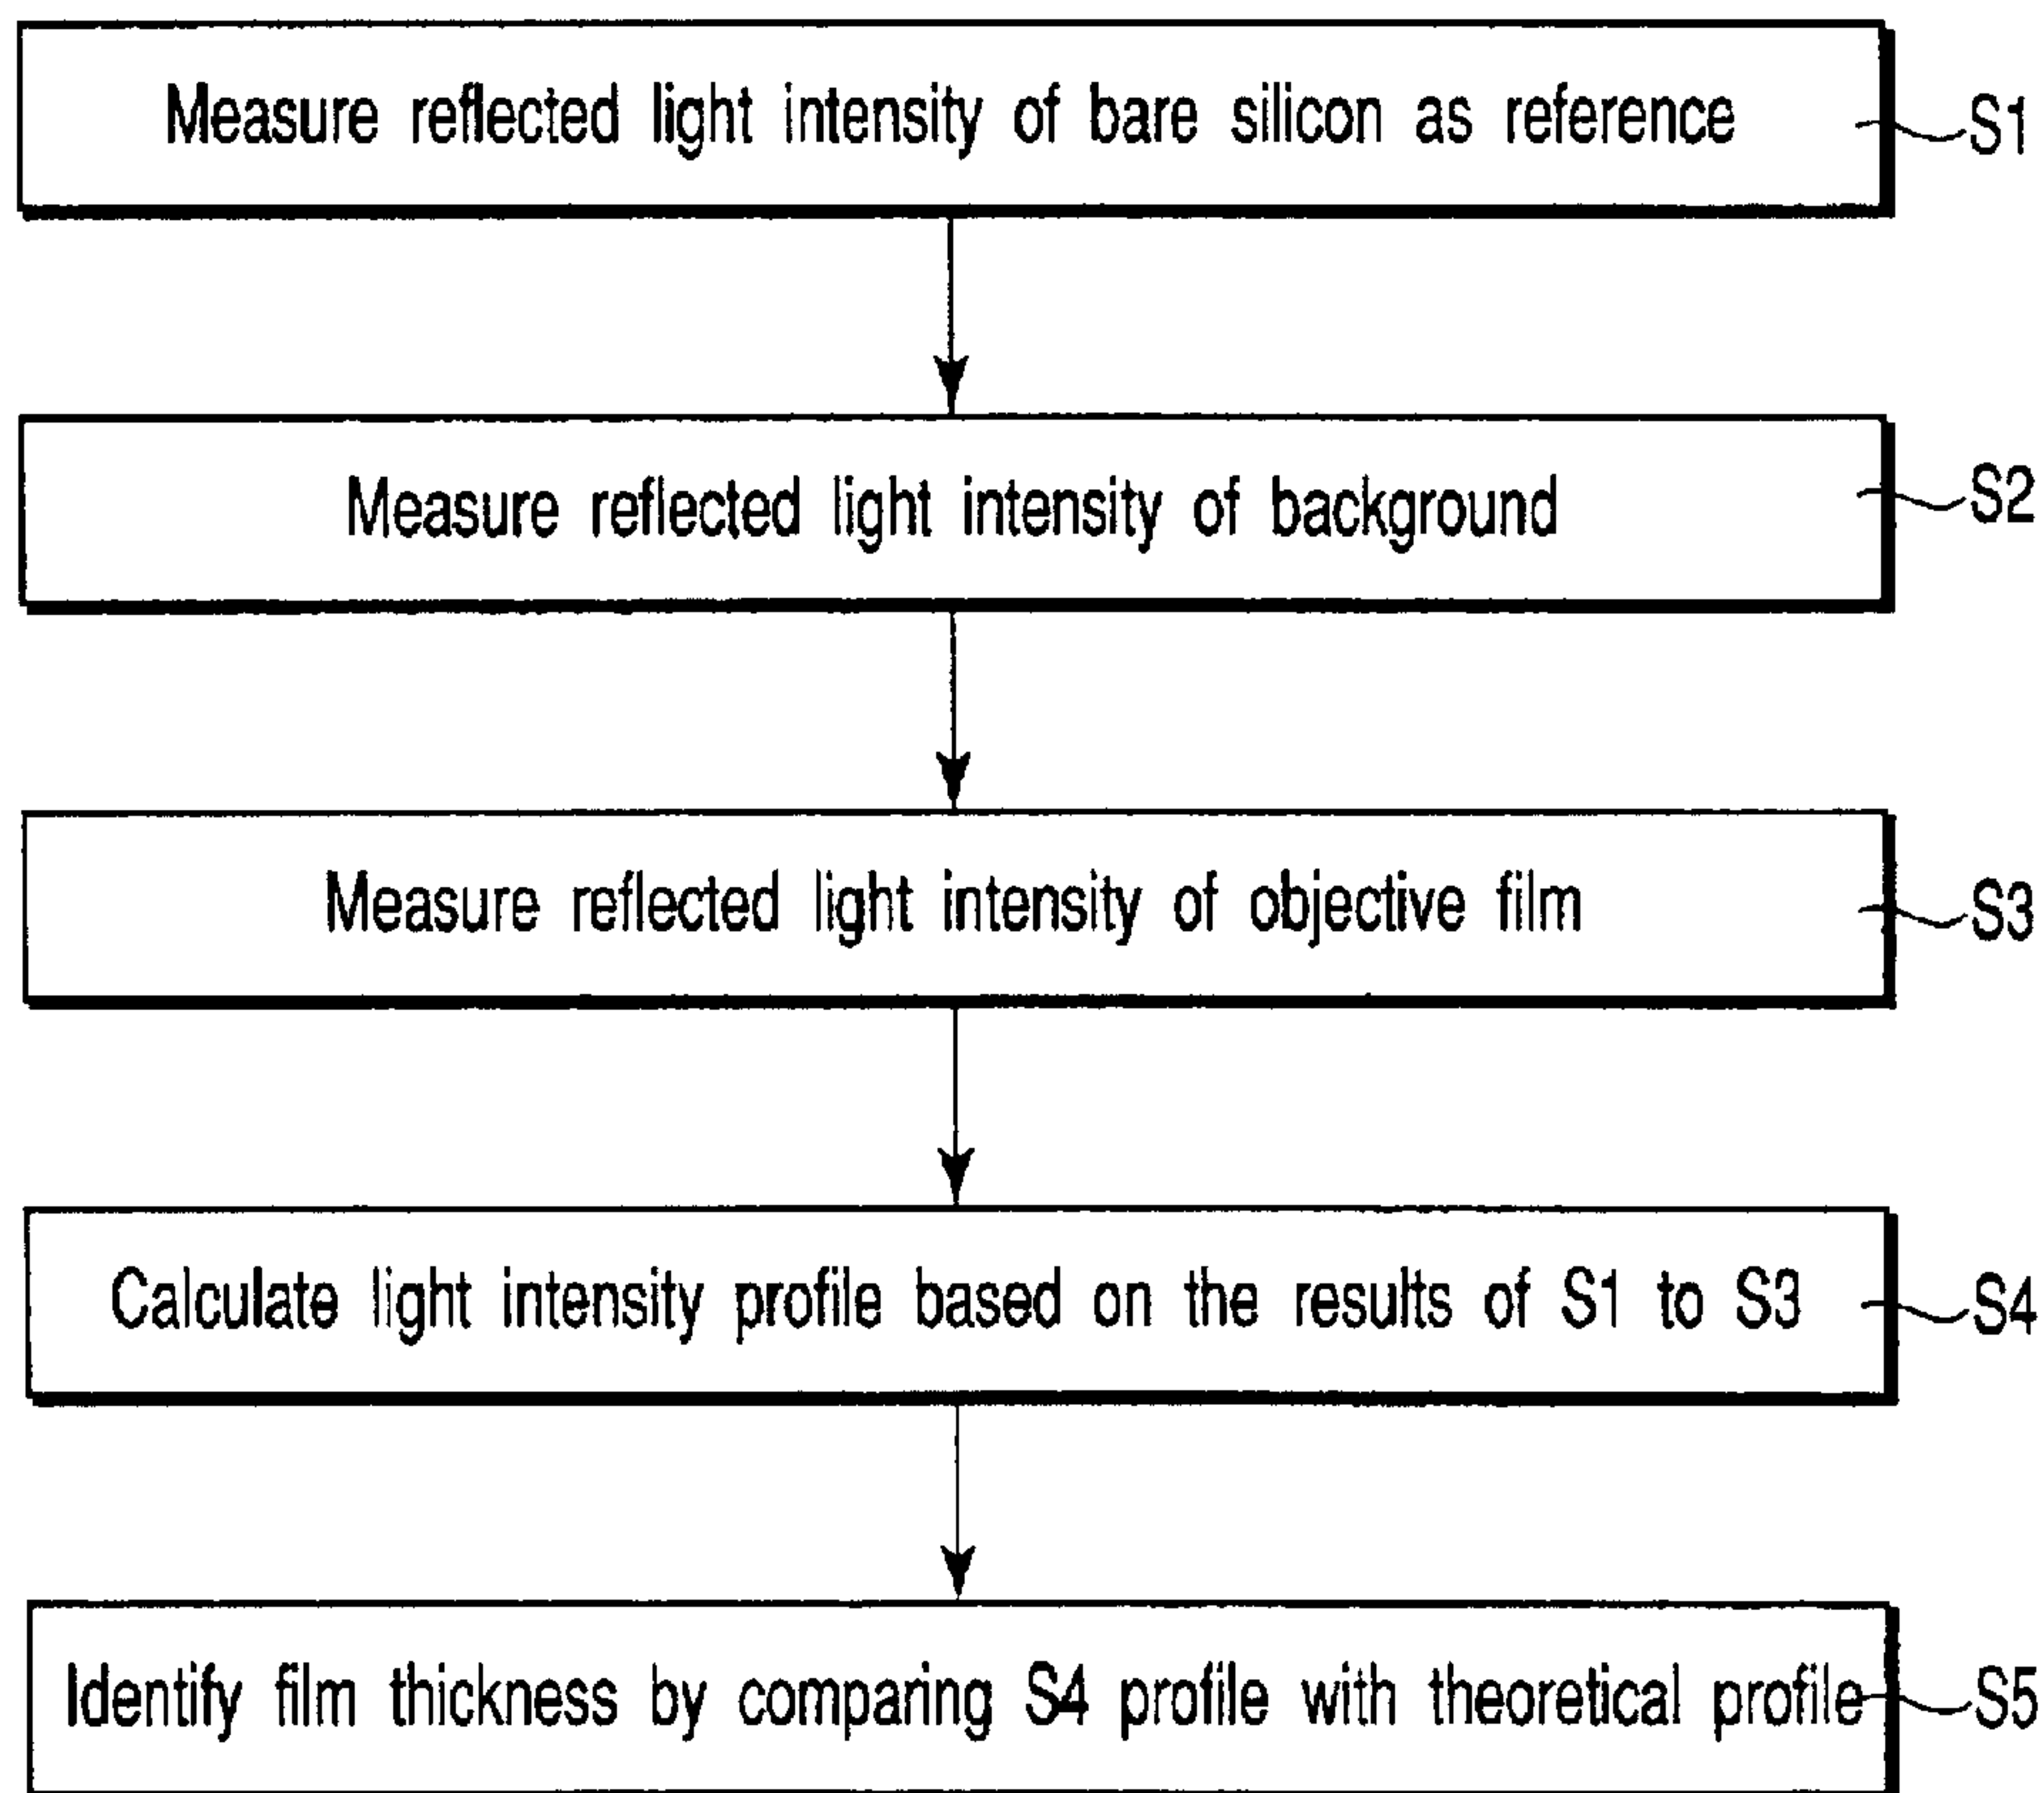 Measure reflected light intensity of bare silicon as reference
S1
Measure reflected light intensity of background
S2
Measure reflected light intensity of objective film
S3
Calculate light intensity profile based on the results of S1 to S3
S4
Identify film thickness by comparing S4 profile with theoretical profile
S5